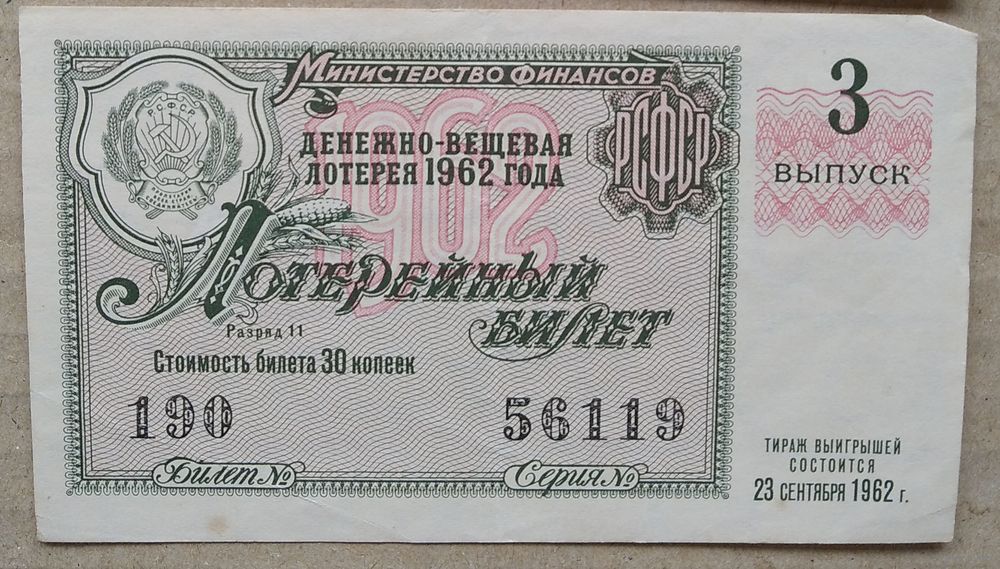 РСФСР
МИНИСТЕРСТВО ФИНАНСОВ
РСФСР
1962
ДЕНЕЖНО-ВЕЩЕВАЯ
ЛОТЕРЕЯ 1962 ГОДА
ЛОТЕРЕЙНЫЙ
БИЛЕТ
Разряд 11
Стоимость билета 30 копеек
190 56119
Билет № Серия №
3
ВЫПУСК
ТИРАЖ ВЫИГРЫШЕЙ
СОСТОИТСЯ
23 СЕНТЯБРЯ 1962 г.